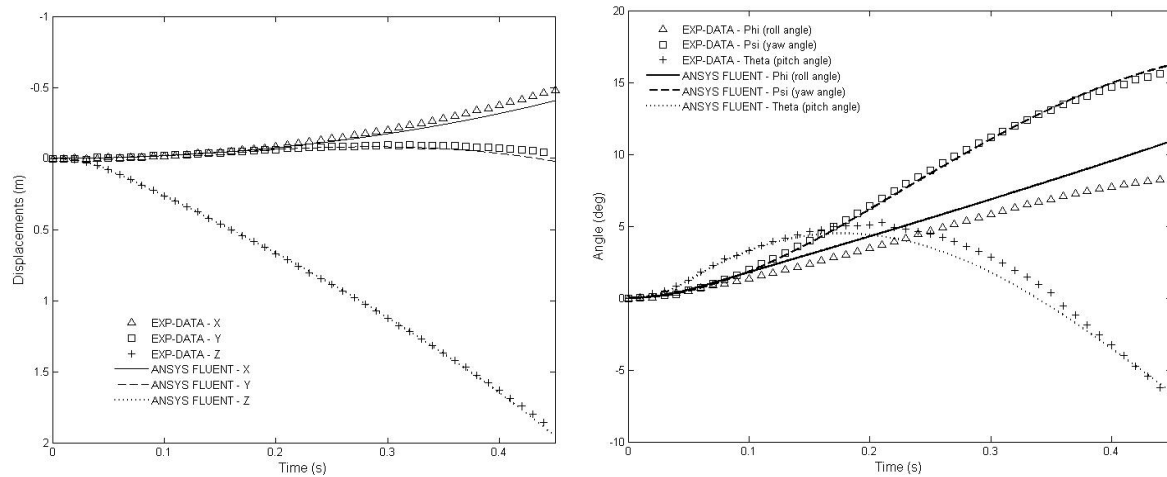 -1
-0.5
0
0.5
1
1.5
2
Displacements (m)
EXP-DATA - X
EXP-DATA - Y
EXP-DATA - Z
ANSYS FLUENT - X
ANSYS FLUENT - Y
ANSYS FLUENT - Z
0
0.1
0.2
0.3
0.4
Time (s)
20
15
10
5
0
-5
-10
Angle (deg)
EXP-DATA - Phi (roll angle)
EXP-DATA - Psi (yaw angle)
EXP-DATA - Theta (pitch angle)
ANSYS FLUENT - Phi (roll angle)
ANSYS FLUENT - Psi (yaw angle)
ANSYS FLUENT - Theta (pitch angle)
0
0.1
0.2
0.3
0.4
Time (s)